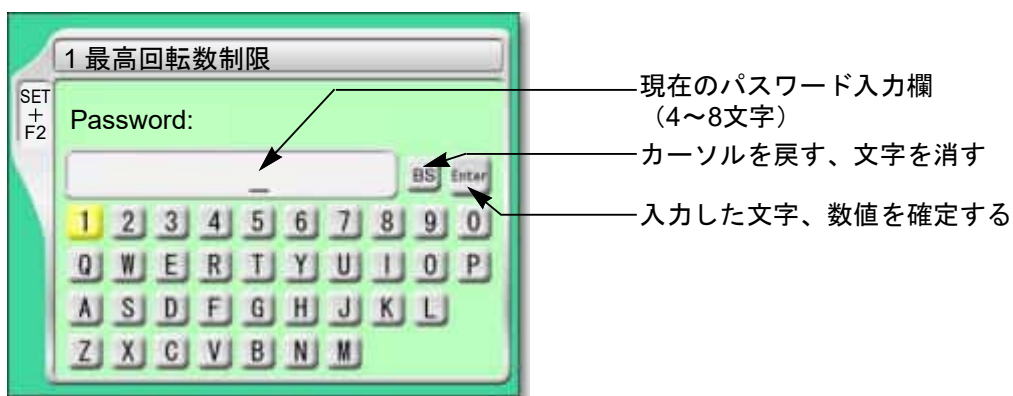 1 最高回転数制限
SET
+
F2
Password:
現在のパスワード入力欄
（4～8文字）
_
BS Enter
カーソルを戻す、文字を消す
入力した文字、数値を確定する
1 2 3 4 5 6 7 8 9 0
Q W E R T Y U I O P
A S D F G H J K L
Z X C V B N M